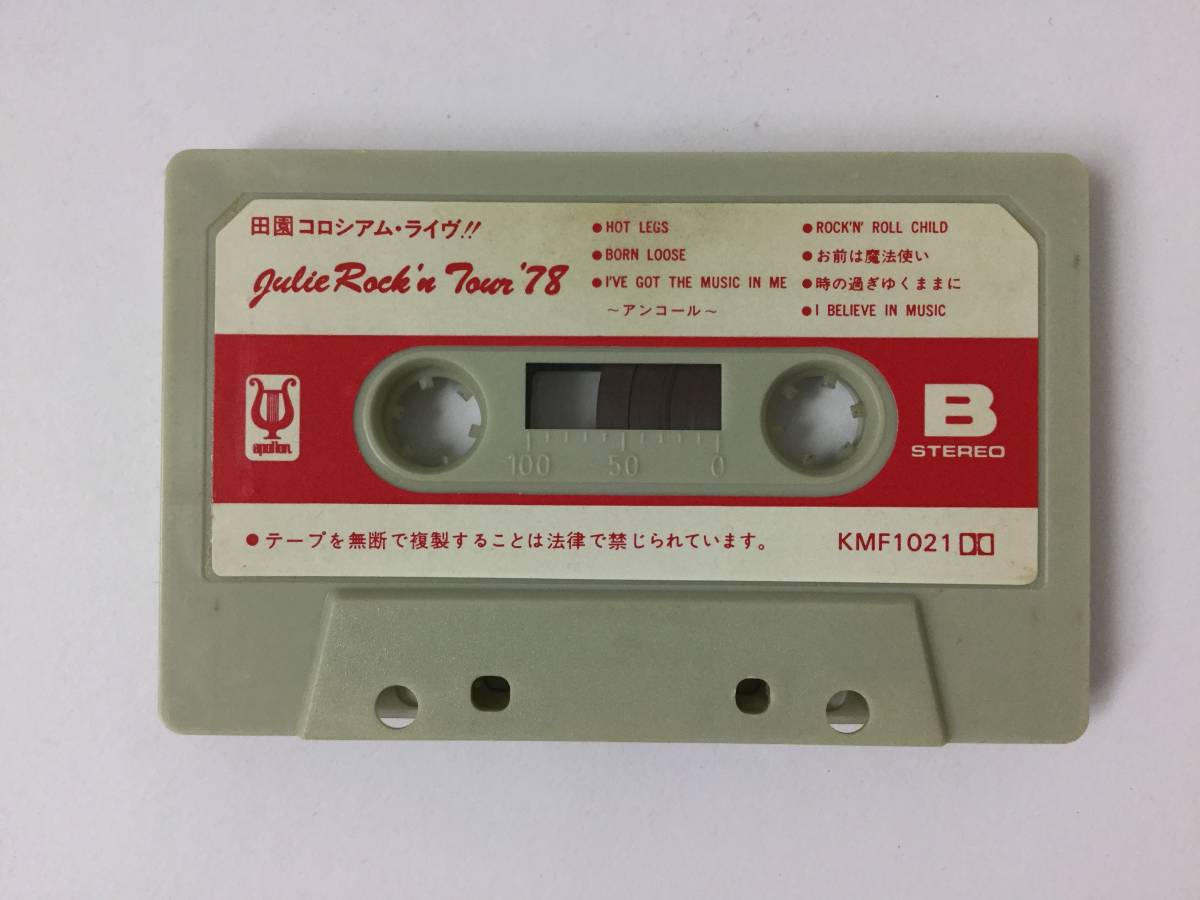 田園コロシアム・ライヴ!!
Julie Rock'n Tour '78
●HOT LEGS
●BORN LOOSE
●I'VE GOT THE MUSIC IN ME
～アンコール～
●ROCK'N' ROLL CHILD
●お前は魔法使い
●時の過ぎゆくままに
●I BELIEVE IN MUSIC
apollon
B
STEREO
100 50 0
●テープを無断で複製することは法律で禁じられています。
KMF1021